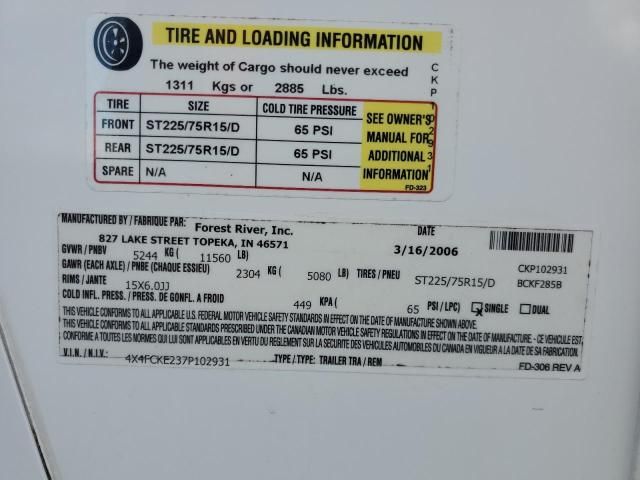 TIRE AND LOADING INFORMATION
The weight of Cargo should never exceed
1311 Kgs or 2885 Lbs.
TIRE SIZE COLD TIRE PRESSURE
FRONT ST225/75R15/D 65 PSI
REAR ST225/75R15/D 65 PSI
SPARE N/A N/A
SEE OWNER'S
MANUAL FOR
ADDITIONAL
INFORMATION
FD-323
CKP102931
MANUFACTURED BY / FABRIQUE PAR: Forest River, Inc. DATE
827 LAKE STREET TOPEKA, IN 46571 3/16/2006
GVWR / PNBV 5244 KG ( 11560 LB) CKP102931
GAWR (EACH AXLE) / PNBE (CHAQUE ESSIEU) 2304 KG ( 5080 LB) TIRES / PNEU ST225/75R15/D BCKF285B
RIMS / JANTE 15X6.0JJ
COLD INFL. PRESS. / PRESS. DE GONFL. A FROID 449 KPA ( 65 PSI / LPC) X SINGLE DUAL
THIS VEHICLE CONFORMS TO ALL APPLICABLE U.S. FEDERAL MOTOR VEHICLE SAFETY STANDARDS IN EFFECT ON THE DATE OF MANUFACTURE SHOWN ABOVE.
THIS VEHICLE CONFORMS TO ALL APPLICABLE STANDARDS PRESCRIBED UNDER THE CANADIAN MOTOR VEHICLE SAFETY REGULATIONS IN EFFECT ON THE DATE OF MANUFACTURE - CE VEHICULE EST
CONFORME A TOUTES LES NORMES QUI LUI SONT APPLICABLES EN VERTU DU REGLEMENT SUR LA SECURITE DES VEHICULES AUTOMOBILES DU CANADA EN VIGUEUR A LA DATE DE SA FABRICATION.
V.I.N.: 4X4FCKE237P102931 TYPE / TYPE: TRAILER TRA / REM
FD-306 REV A